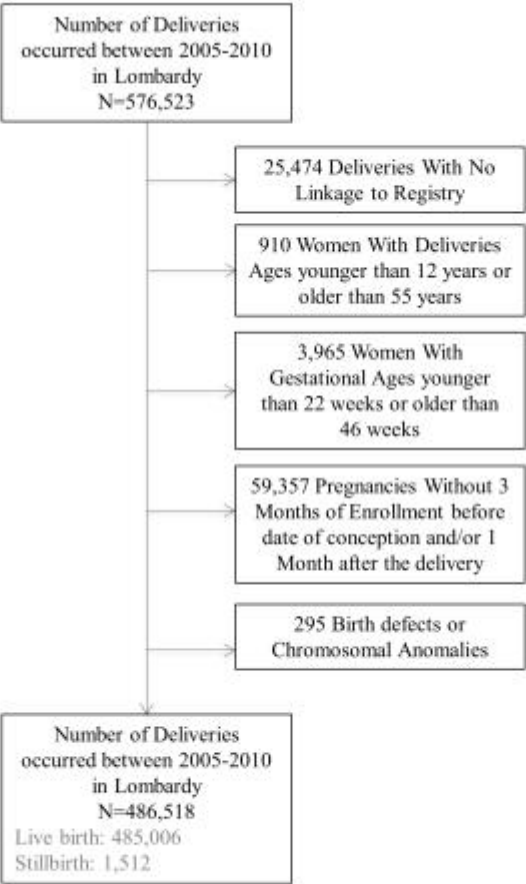 Number of Deliveries
occurred between 2005-2010
in Lombardy
N=576,523
25,474 Deliveries With No
Linkage to Registry
910 Women With Deliveries
Ages younger than 12 years or
older than 55 years
3,965 Women With
Gestational Ages younger
than 22 weeks or older than
46 weeks
59,357 Pregnancies Without 3
Months of Enrollment before
date of conception and/or 1
Month after the delivery
295 Birth defects or
Chromosomal Anomalies
Number of Deliveries
occurred between 2005-2010
in Lombardy
N=486,518
Live birth: 485,006
Stillbirth: 1,512